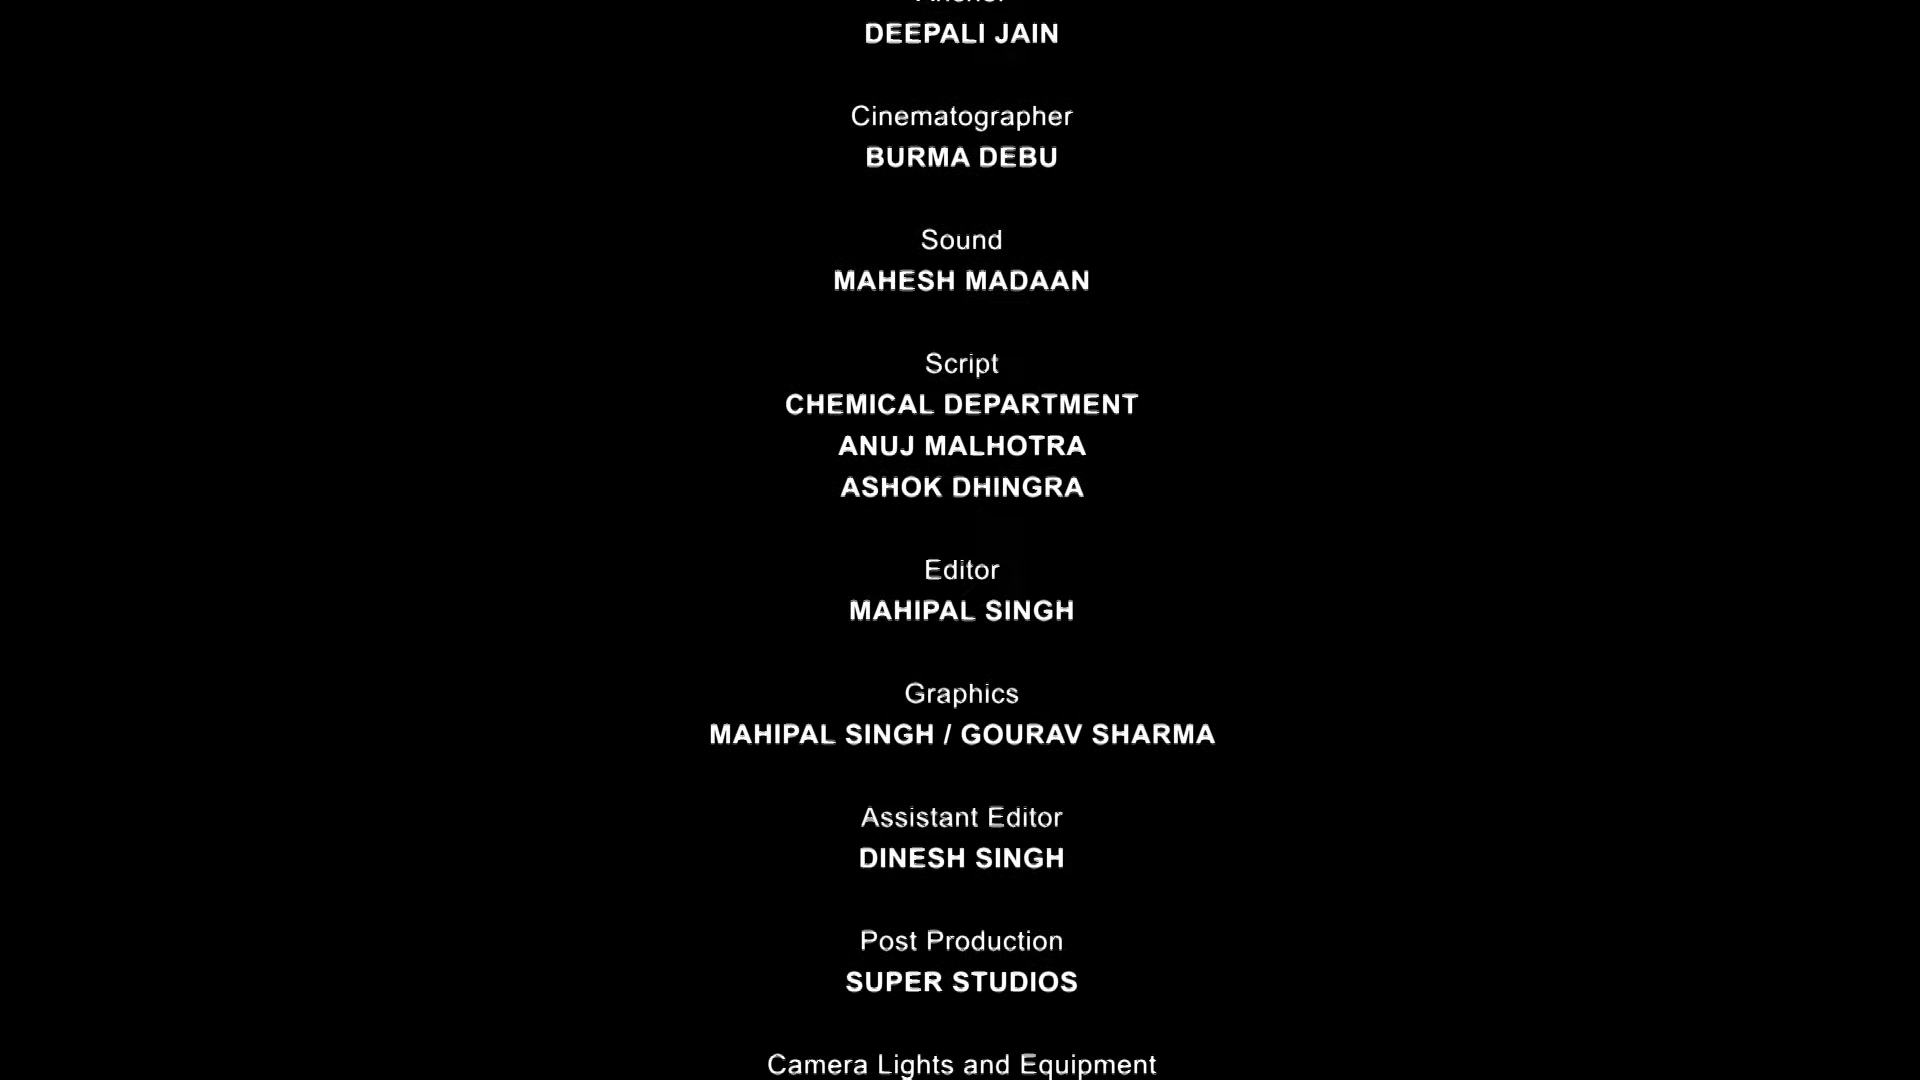 DEEPALI JAIN
Cinematographer
BURMA DEBU
Sound
MAHESH MADAAN
Script
CHEMICAL DEPARTMENT
ANUJ MALHOTRA
ASHOK DHINGRA
Editor
MAHIPAL SINGH
Graphics
MAHIPAL SINGH / GOURAV SHARMA
Assistant Editor
DINESH SINGH
Post Production
SUPER STUDIOS
Camera Lights and Equipment